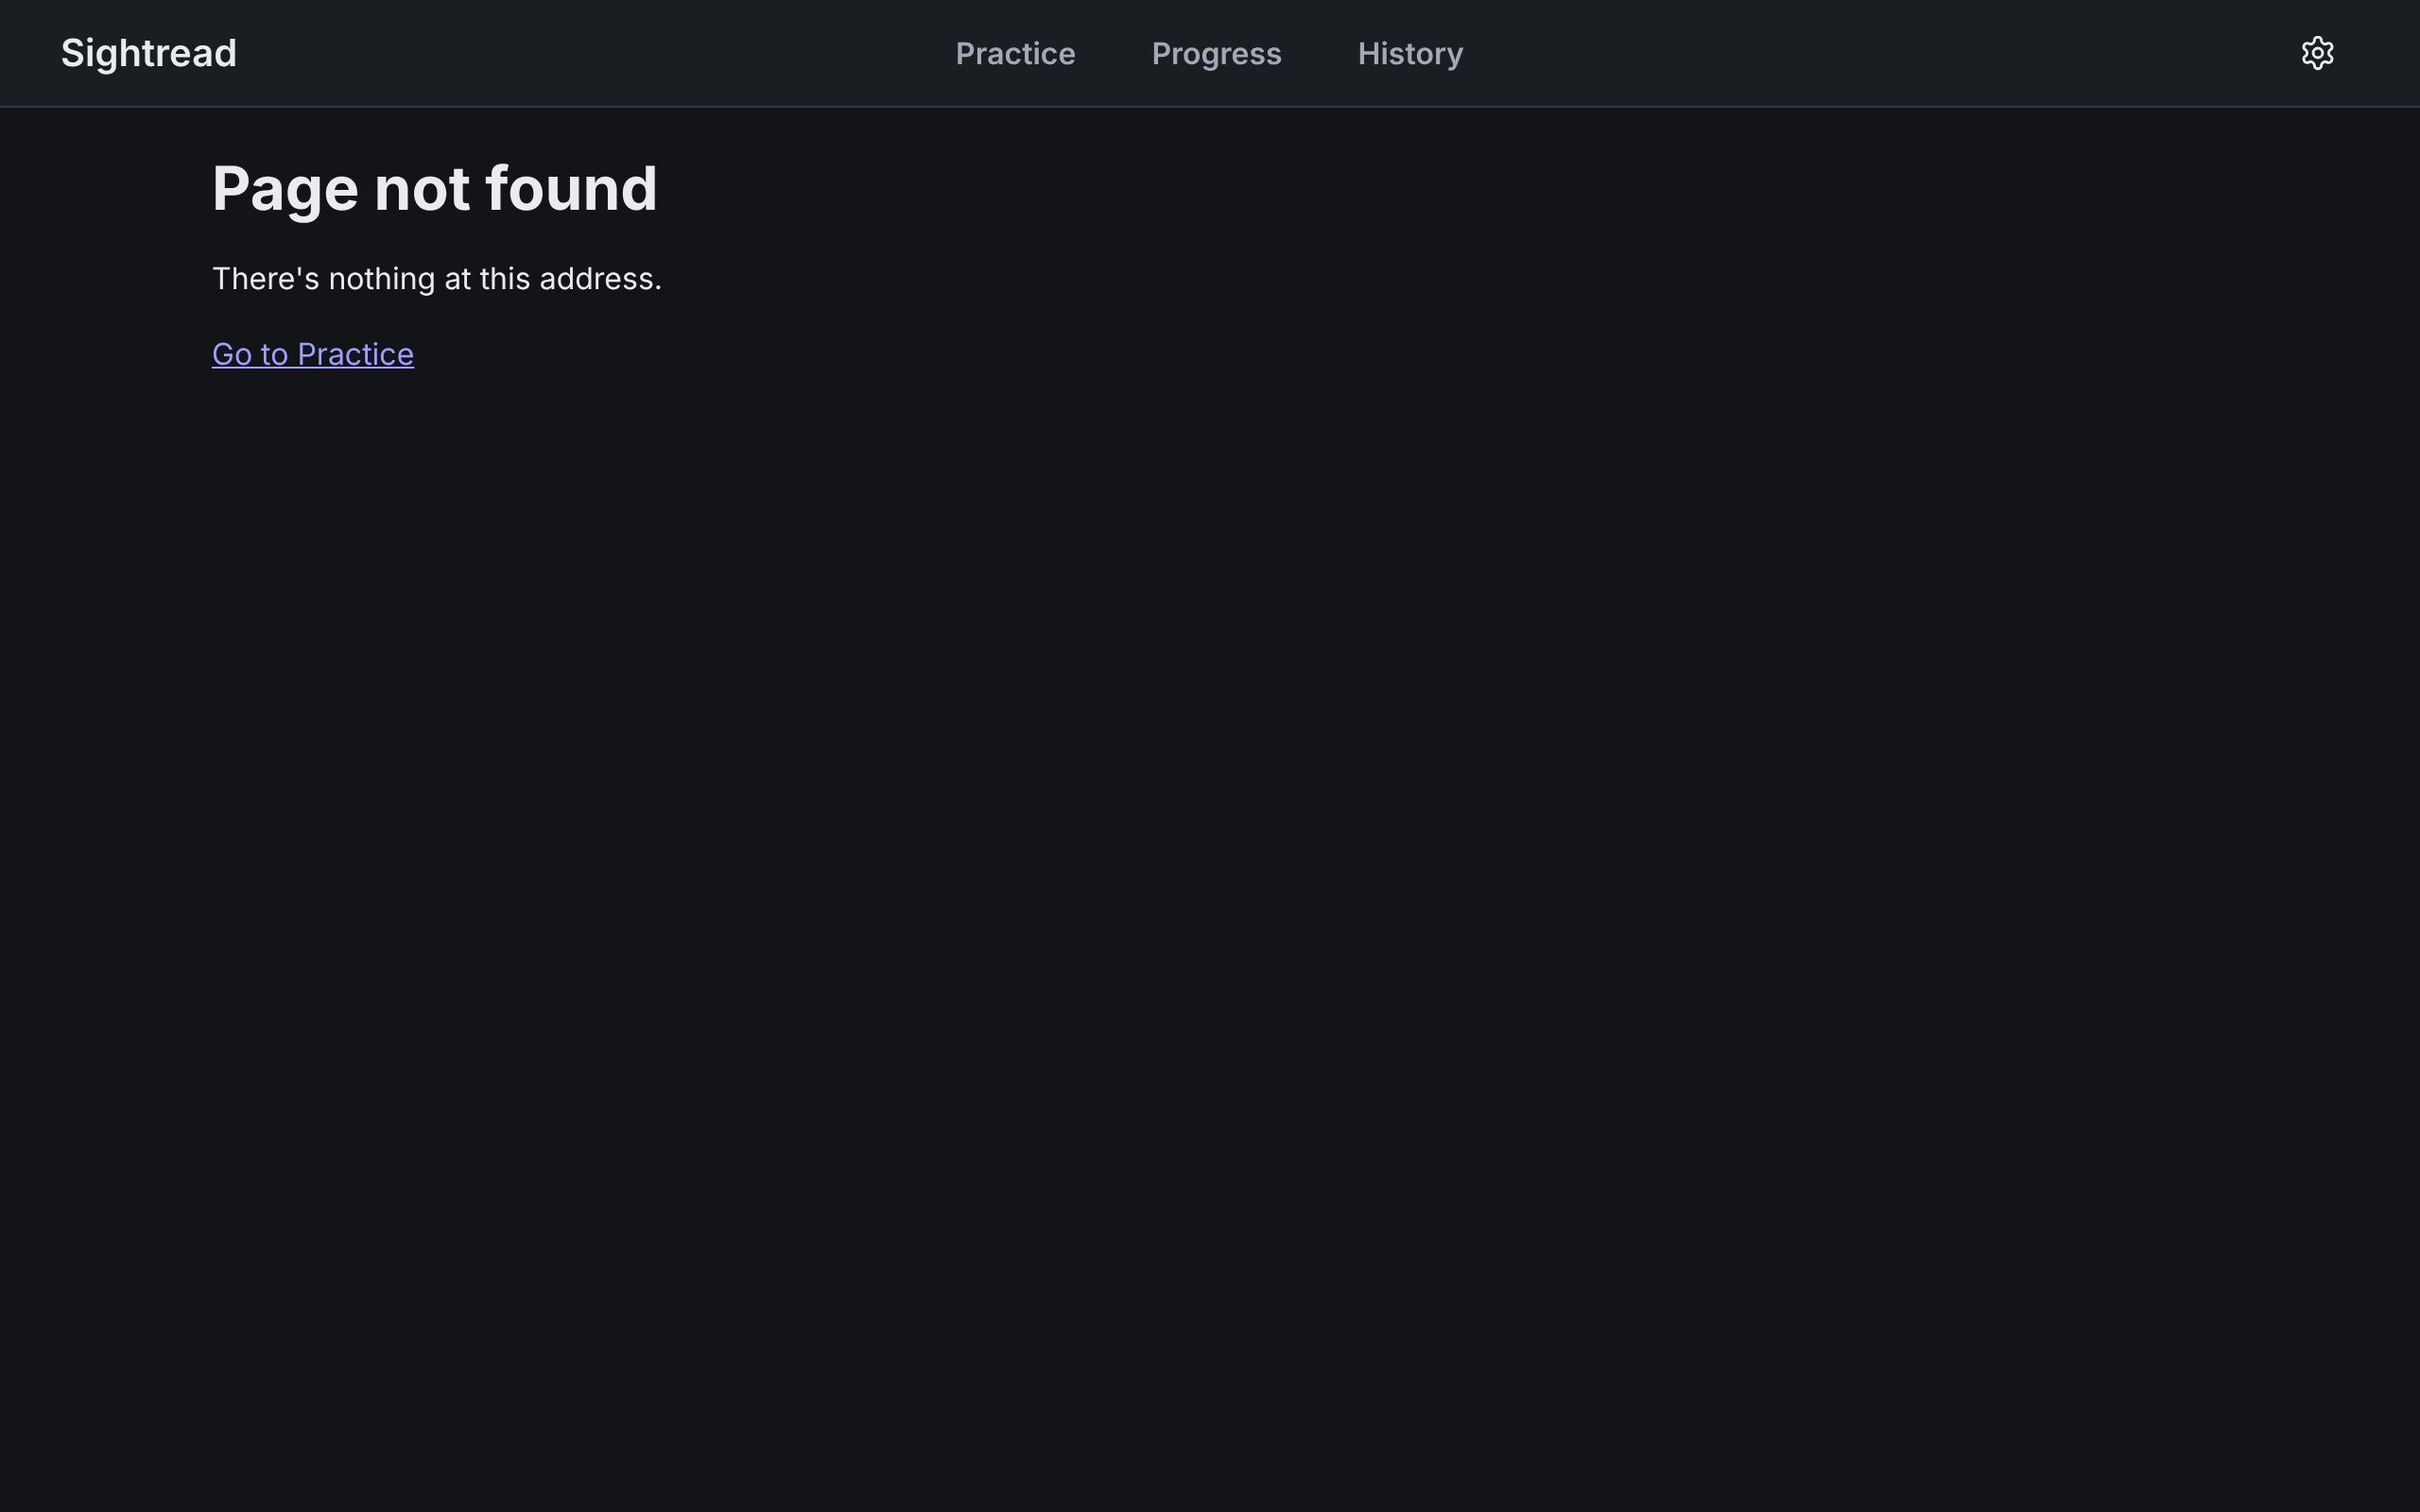 Sightread
Practice
Progress
History
Page not found
There's nothing at this address.
Go to Practice